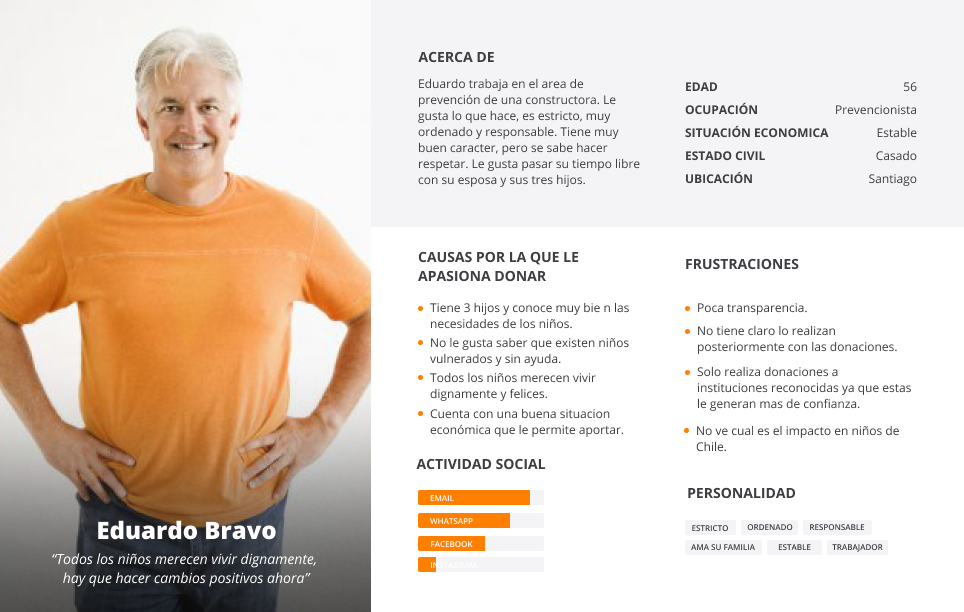 ACERCA DE
Eduardo trabaja en el area de
prevención de una constructora. Le
gusta lo que hace, es estricto, muy
ordenado y responsable. Tiene muy
buen caracter, pero se sabe hacer
respetar. Le gusta pasar su tiempo libre
con su esposa y sus tres hijos.
EDAD 56
OCUPACIÓN Prevencionista
SITUACIÓN ECONOMICA Estable
ESTADO CIVIL Casado
UBICACIÓN Santiago
CAUSAS POR LA QUE LE
APASIONA DONAR
Tiene 3 hijos y conoce muy bie n las
necesidades de los niños.
No le gusta saber que existen niños
vulnerados y sin ayuda.
Todos los niños merecen vivir
dignamente y felices.
Cuenta con una buena situacion
económica que le permite aportar.
FRUSTRACIONES
Poca transparencia.
No tiene claro lo realizan
posteriormente con las donaciones.
Solo realiza donaciones a
instituciones reconocidas ya que estas
le generan mas de confianza.
No ve cual es el impacto en niños de
Chile.
ACTIVIDAD SOCIAL
EMAIL
WHATSAPP
FACEBOOK
INSTAGRAM
PERSONALIDAD
ESTRICTO ORDENADO RESPONSABLE
AMA SU FAMILIA ESTABLE TRABAJADOR
Eduardo Bravo
“Todos los niños merecen vivir dignamente,
hay que hacer cambios positivos ahora”